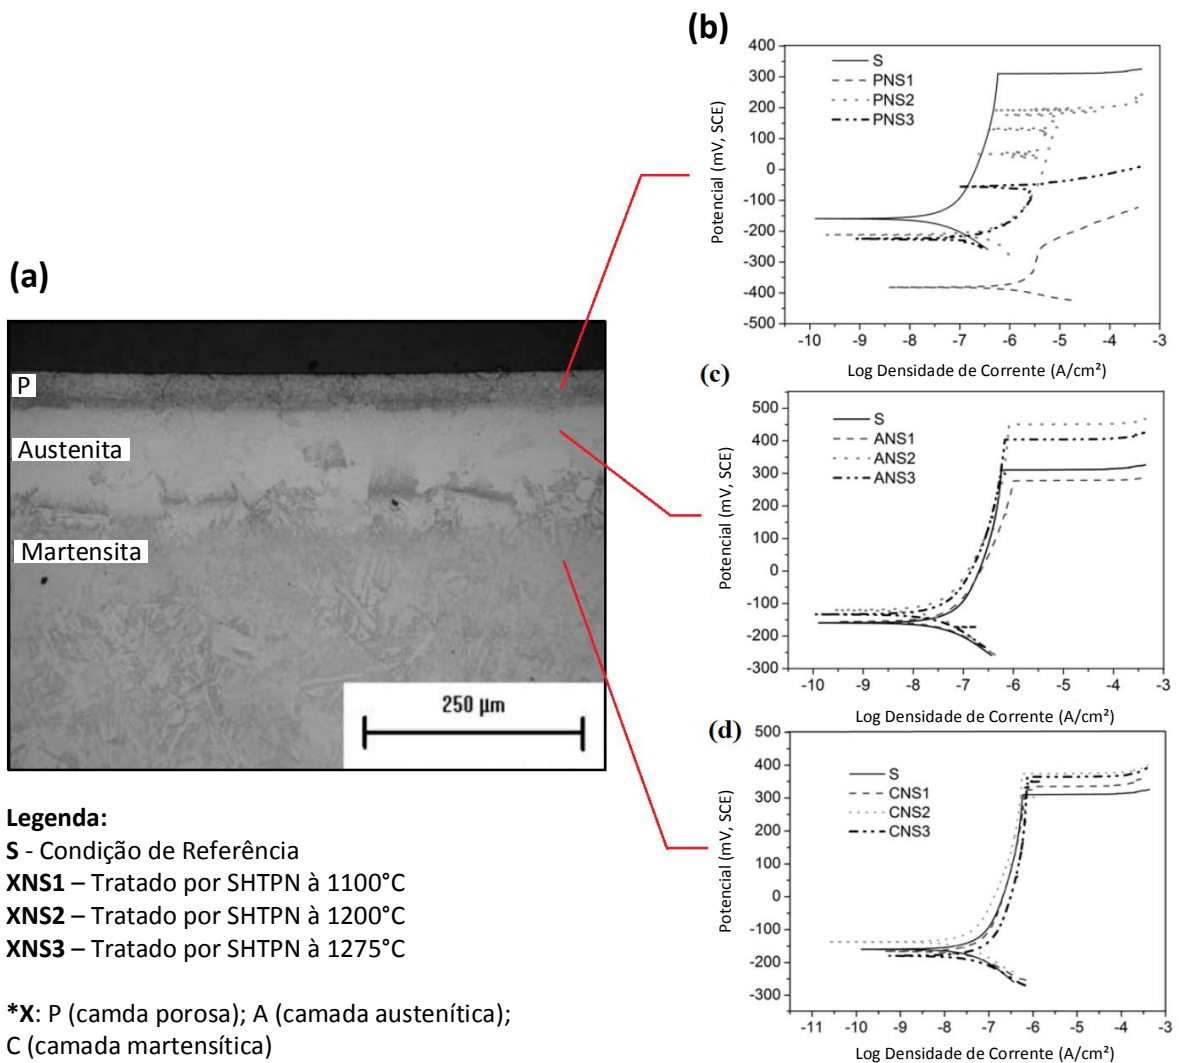 (a)
P
Austenita
Martensita
250 µm
Legenda:
S - Condição de Referência
XNS1 – Tratado por SHTPN à 1100°C
XNS2 – Tratado por SHTPN à 1200°C
XNS3 – Tratado por SHTPN à 1275°C
*X: P (camda porosa); A (camada austenítica);
C (camada martensítica)
(b)
S
PNS1
PNS2
PNS3
Potencial (mV, SCE)
400
300
200
100
0
-100
-200
-300
-400
-500
-10 -9 -8 -7 -6 -5 -4 -3
Log Densidade de Corrente (A/cm²)
(c)
S
ANS1
ANS2
ANS3
Potencial (mV, SCE)
500
400
300
200
100
0
-100
-200
-300
-10 -9 -8 -7 -6 -5 -4 -3
Log Densidade de Corrente (A/cm²)
(d)
S
CNS1
CNS2
CNS3
Potencial (mV, SCE)
500
400
300
200
100
0
-100
-200
-300
-11 -10 -9 -8 -7 -6 -5 -4 -3
Log Densidade de Corrente (A/cm²)